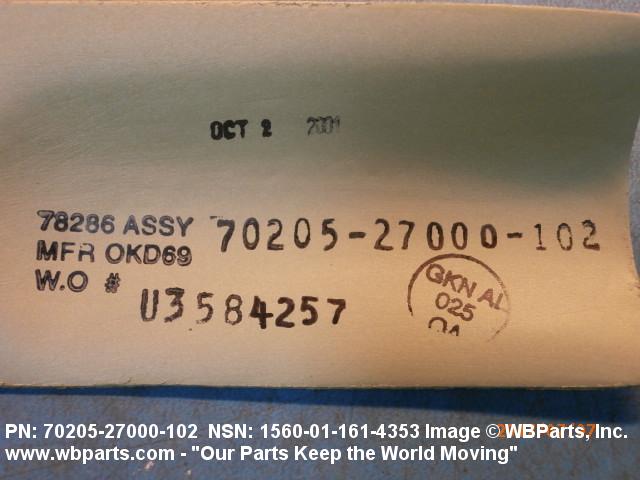 OCT 2 2001
78286 ASSY 70205-27000-102
MFR OKD69
W.O # U3584257
GKN AL
025
PN: 70205-27000-102 NSN: 1560-01-161-4353 Image © WBParts, Inc.
www.wbparts.com - "Our Parts Keep the World Moving"